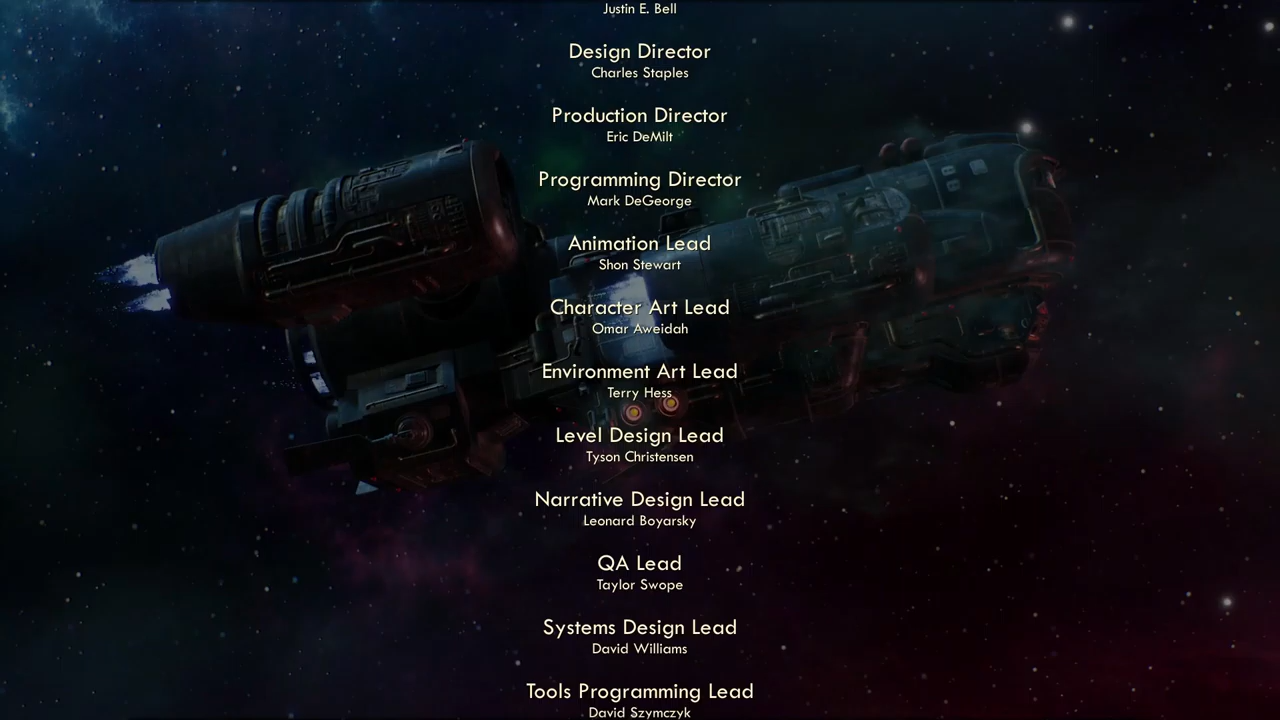 Justin E. Bell
Design Director
Charles Staples
Production Director
Eric DeMilt
Programming Director
Mark DeGeorge
Animation Lead
Shon Stewart
Character Art Lead
Omar Aweidah
Environment Art Lead
Terry Hess
Level Design Lead
Tyson Christensen
Narrative Design Lead
Leonard Boyarsky
QA Lead
Taylor Swope
Systems Design Lead
David Williams
Tools Programming Lead
David Szymczyk